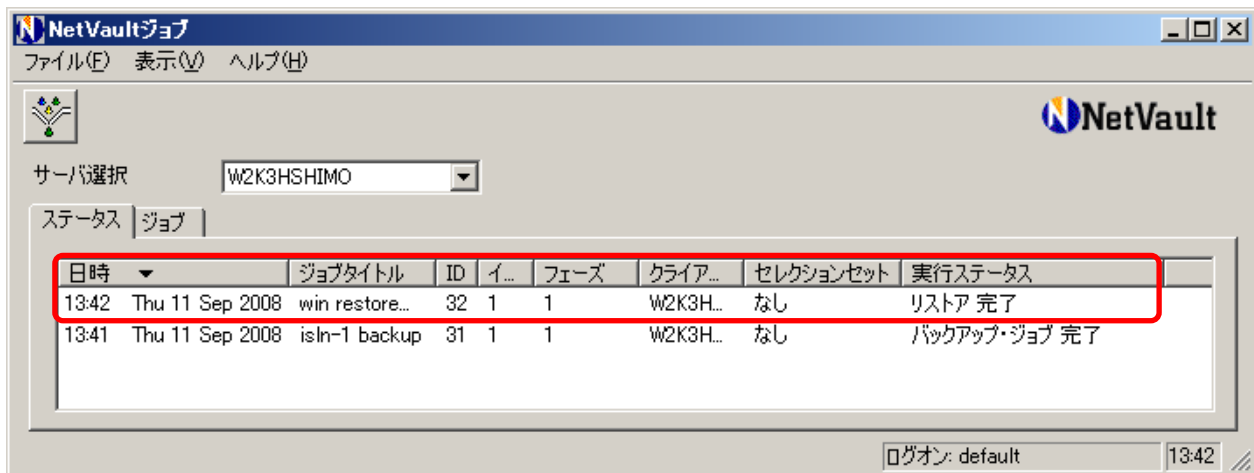 NetVaultジョブ
ファイル(F) 表示(V) ヘルプ(H)
NetVault
サーバ選択 W2K3HSHIMO
ステータス ジョブ
日時 ジョブタイトル ID イ... フェーズ クライア... セレクションセット 実行ステータス
13:42 Thu 11 Sep 2008 win restore... 32 1 1 W2K3H... なし リストア 完了
13:41 Thu 11 Sep 2008 isln-1 backup 31 1 1 W2K3H... なし バックアップ・ジョブ 完了
ログオン: default 13:42